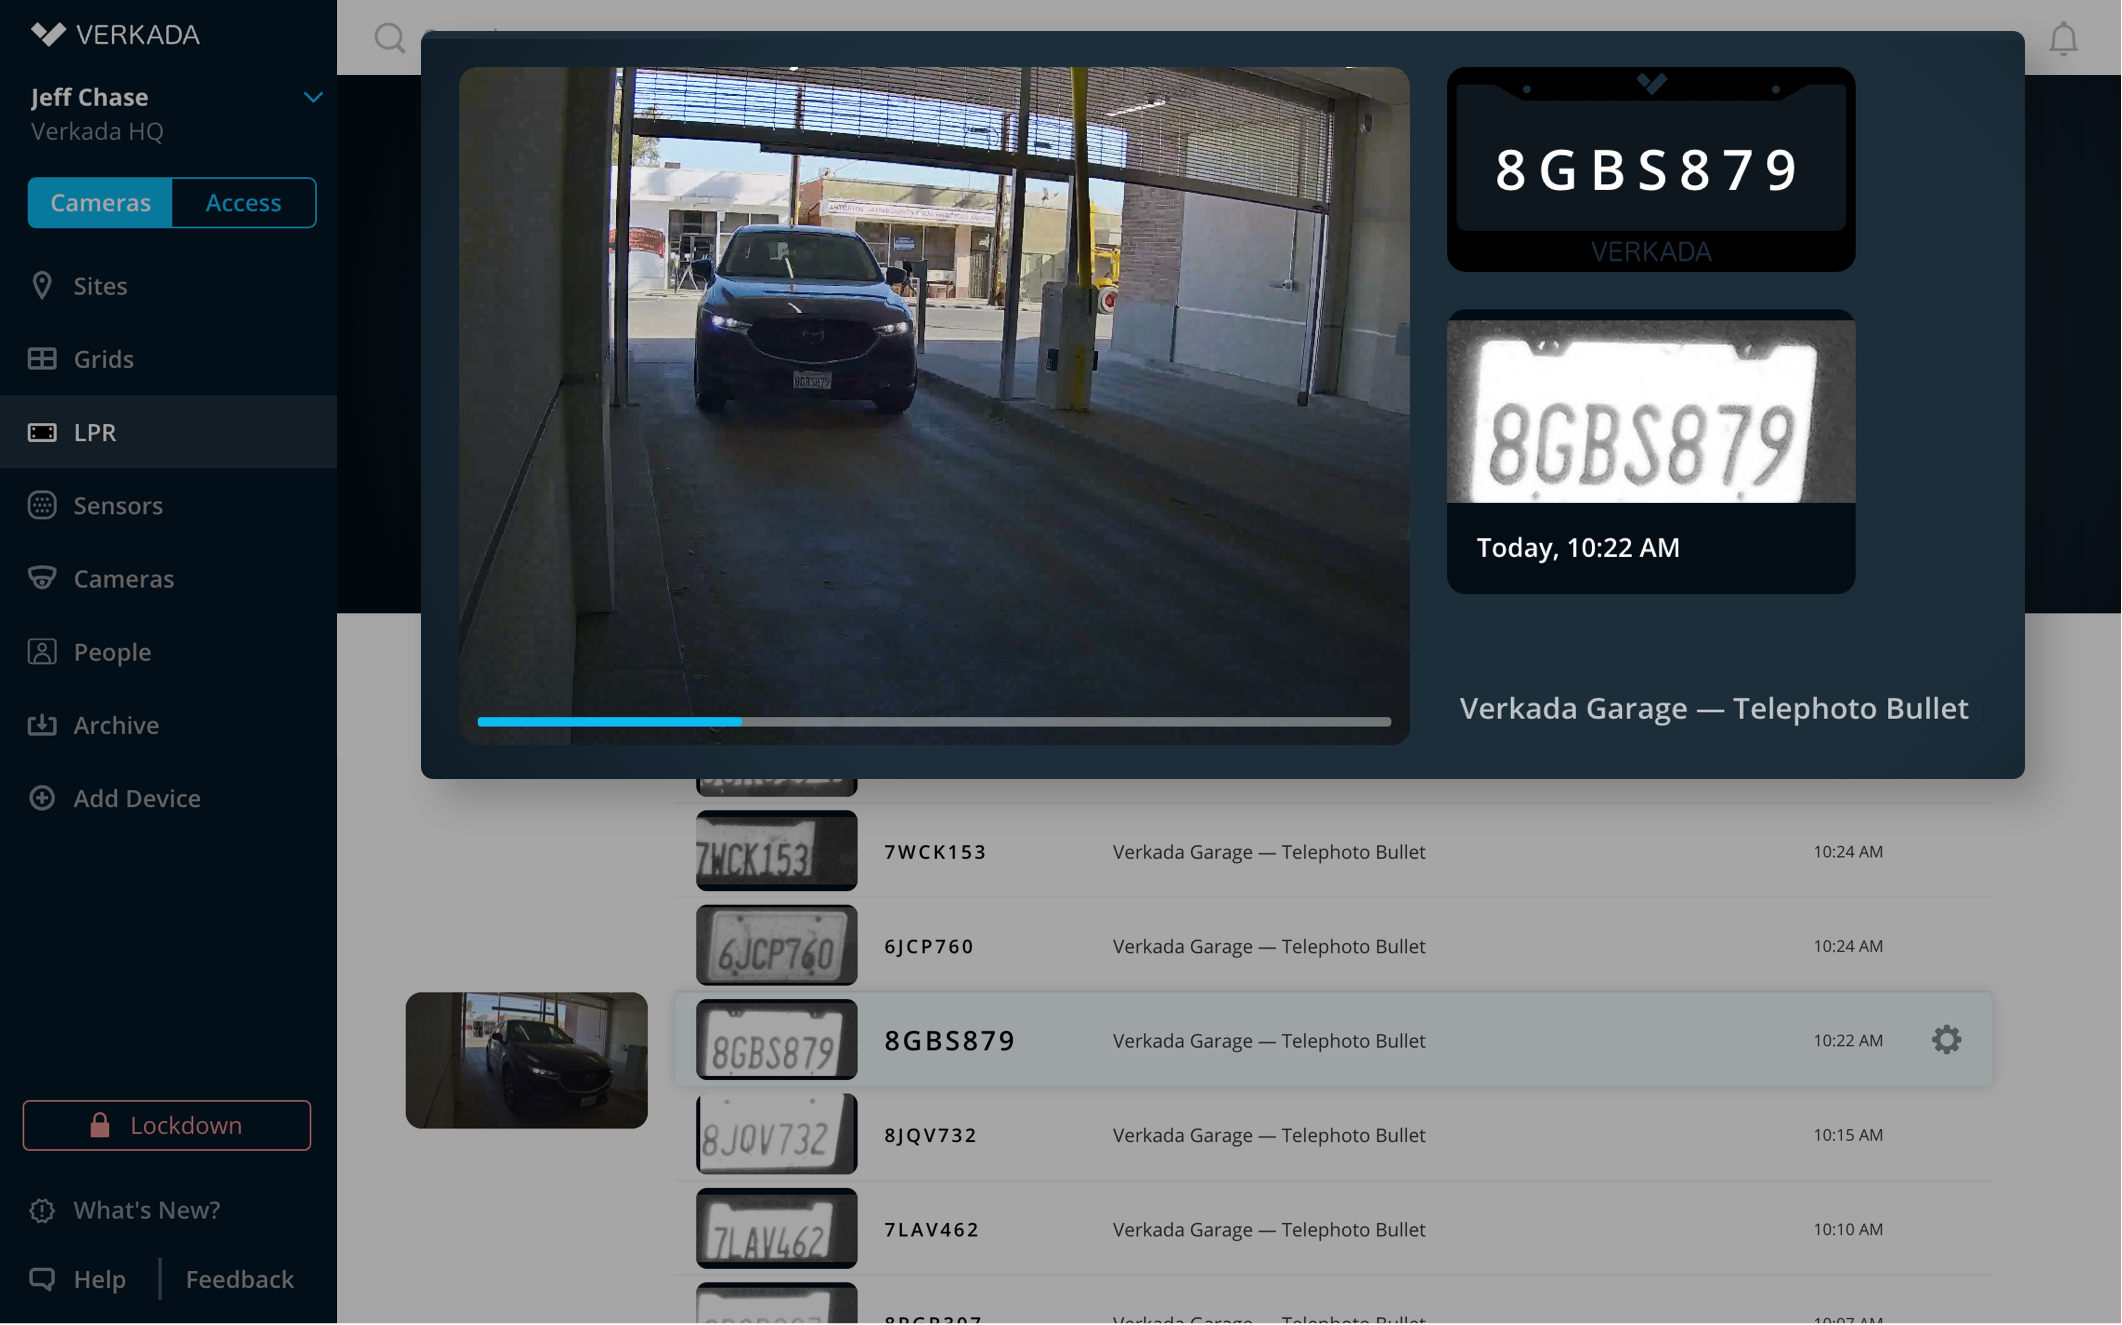 VERKADA
Jeff Chase
Verkada HQ
Cameras
Access
Sites
Grids
LPR
Sensors
Cameras
People
Archive
Add Device
Lockdown
What's New?
Help
Feedback
8GBS879
8GBS879
VERKADA
8GBS879
Today, 10:22 AM
Verkada Garage — Telephoto Bullet
7WCK153 7WCK153 Verkada Garage — Telephoto Bullet 10:24 AM
6JCP760 6JCP760 Verkada Garage — Telephoto Bullet 10:24 AM
8GBS879 8GBS879 Verkada Garage — Telephoto Bullet 10:22 AM
8JQV732 8JQV732 Verkada Garage — Telephoto Bullet 10:15 AM
7LAV462 7LAV462 Verkada Garage — Telephoto Bullet 10:10 AM
Verkada Garage — Telephoto Bullet 10:07 AM